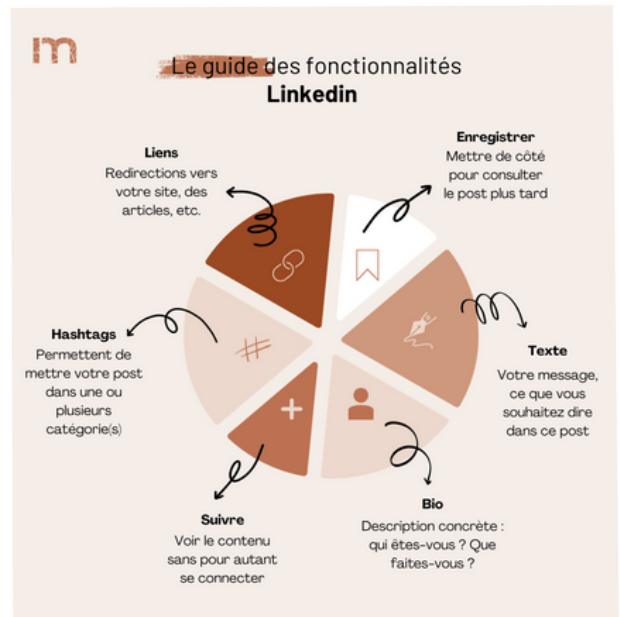 m
Le guide des fonctionnalités
Linkedin
Liens
Redirections vers
votre site, des
articles, etc.
Enregistrer
Mettre de côté
pour consulter
le post plus tard
Hashtags
Permettent de
mettre votre post
dans une ou
plusieurs
catégorie(s)
Texte
Votre message,
ce que vous
souhaitez dire
dans ce post
Suivre
Voir le contenu
sans pour autant
se connecter
Bio
Description concrète :
qui êtes-vous ? Que
faites-vous ?